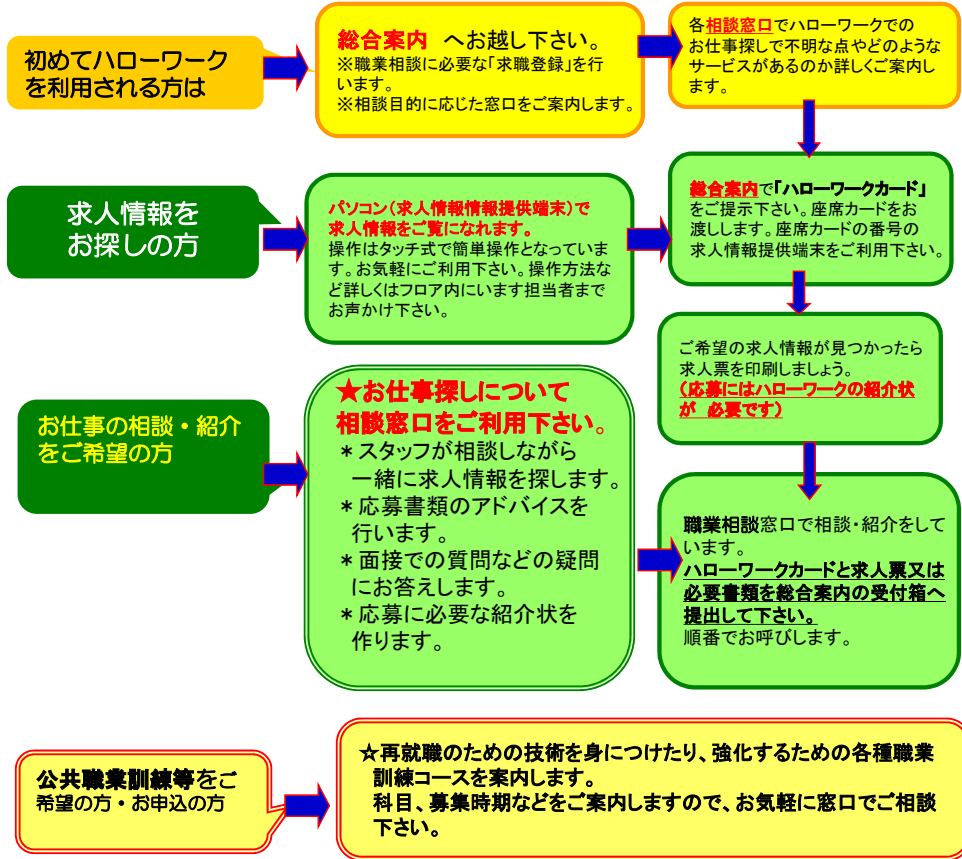 初めてハローワーク
を利用される方は
総合案内 へお越し下さい。
※職業相談に必要な「求職登録」を行
います。
※相談目的に応じた窓口をご案内します。
各相談窓口でハローワークでの
お仕事探しで不明な点やどのような
サービスがあるのか詳しくご案内し
ます。
求人情報を
お探しの方
パソコン（求人情報情報提供端末）で
求人情報をご覧になれます。
操作はタッチ式で簡単操作となっていま
す。お気軽にご利用下さい。操作方法な
ど詳しくはフロア内にいます担当者まで
お声かけ下さい。
総合案内で「ハローワークカード」
をご提示下さい。座席カードをお
渡しします。座席カードの番号の
求人情報提供端末をご利用下さい。
ご希望の求人情報が見つかったら
求人票を印刷しましょう。
（応募にはハローワークの紹介状
が 必要です）
お仕事の相談・紹介
をご希望の方
★お仕事探しについて
相談窓口をご利用下さい。
＊スタッフが相談しながら
一緒に求人情報を探します。
＊応募書類のアドバイスを
行います。
＊面接での質問などの疑問
にお答えします。
＊応募に必要な紹介状を
作ります。
職業相談窓口で相談・紹介をして
います。
ハローワークカードと求人票又は
必要書類を総合案内の受付箱へ
提出して下さい。
順番でお呼びします。
公共職業訓練等をご
希望の方・お申込の方
☆再就職のための技術を身につけたり、強化するための各種職業
訓練コースを案内します。
科目、募集時期などをご案内しますので、お気軽に窓口でご相談
下さい。